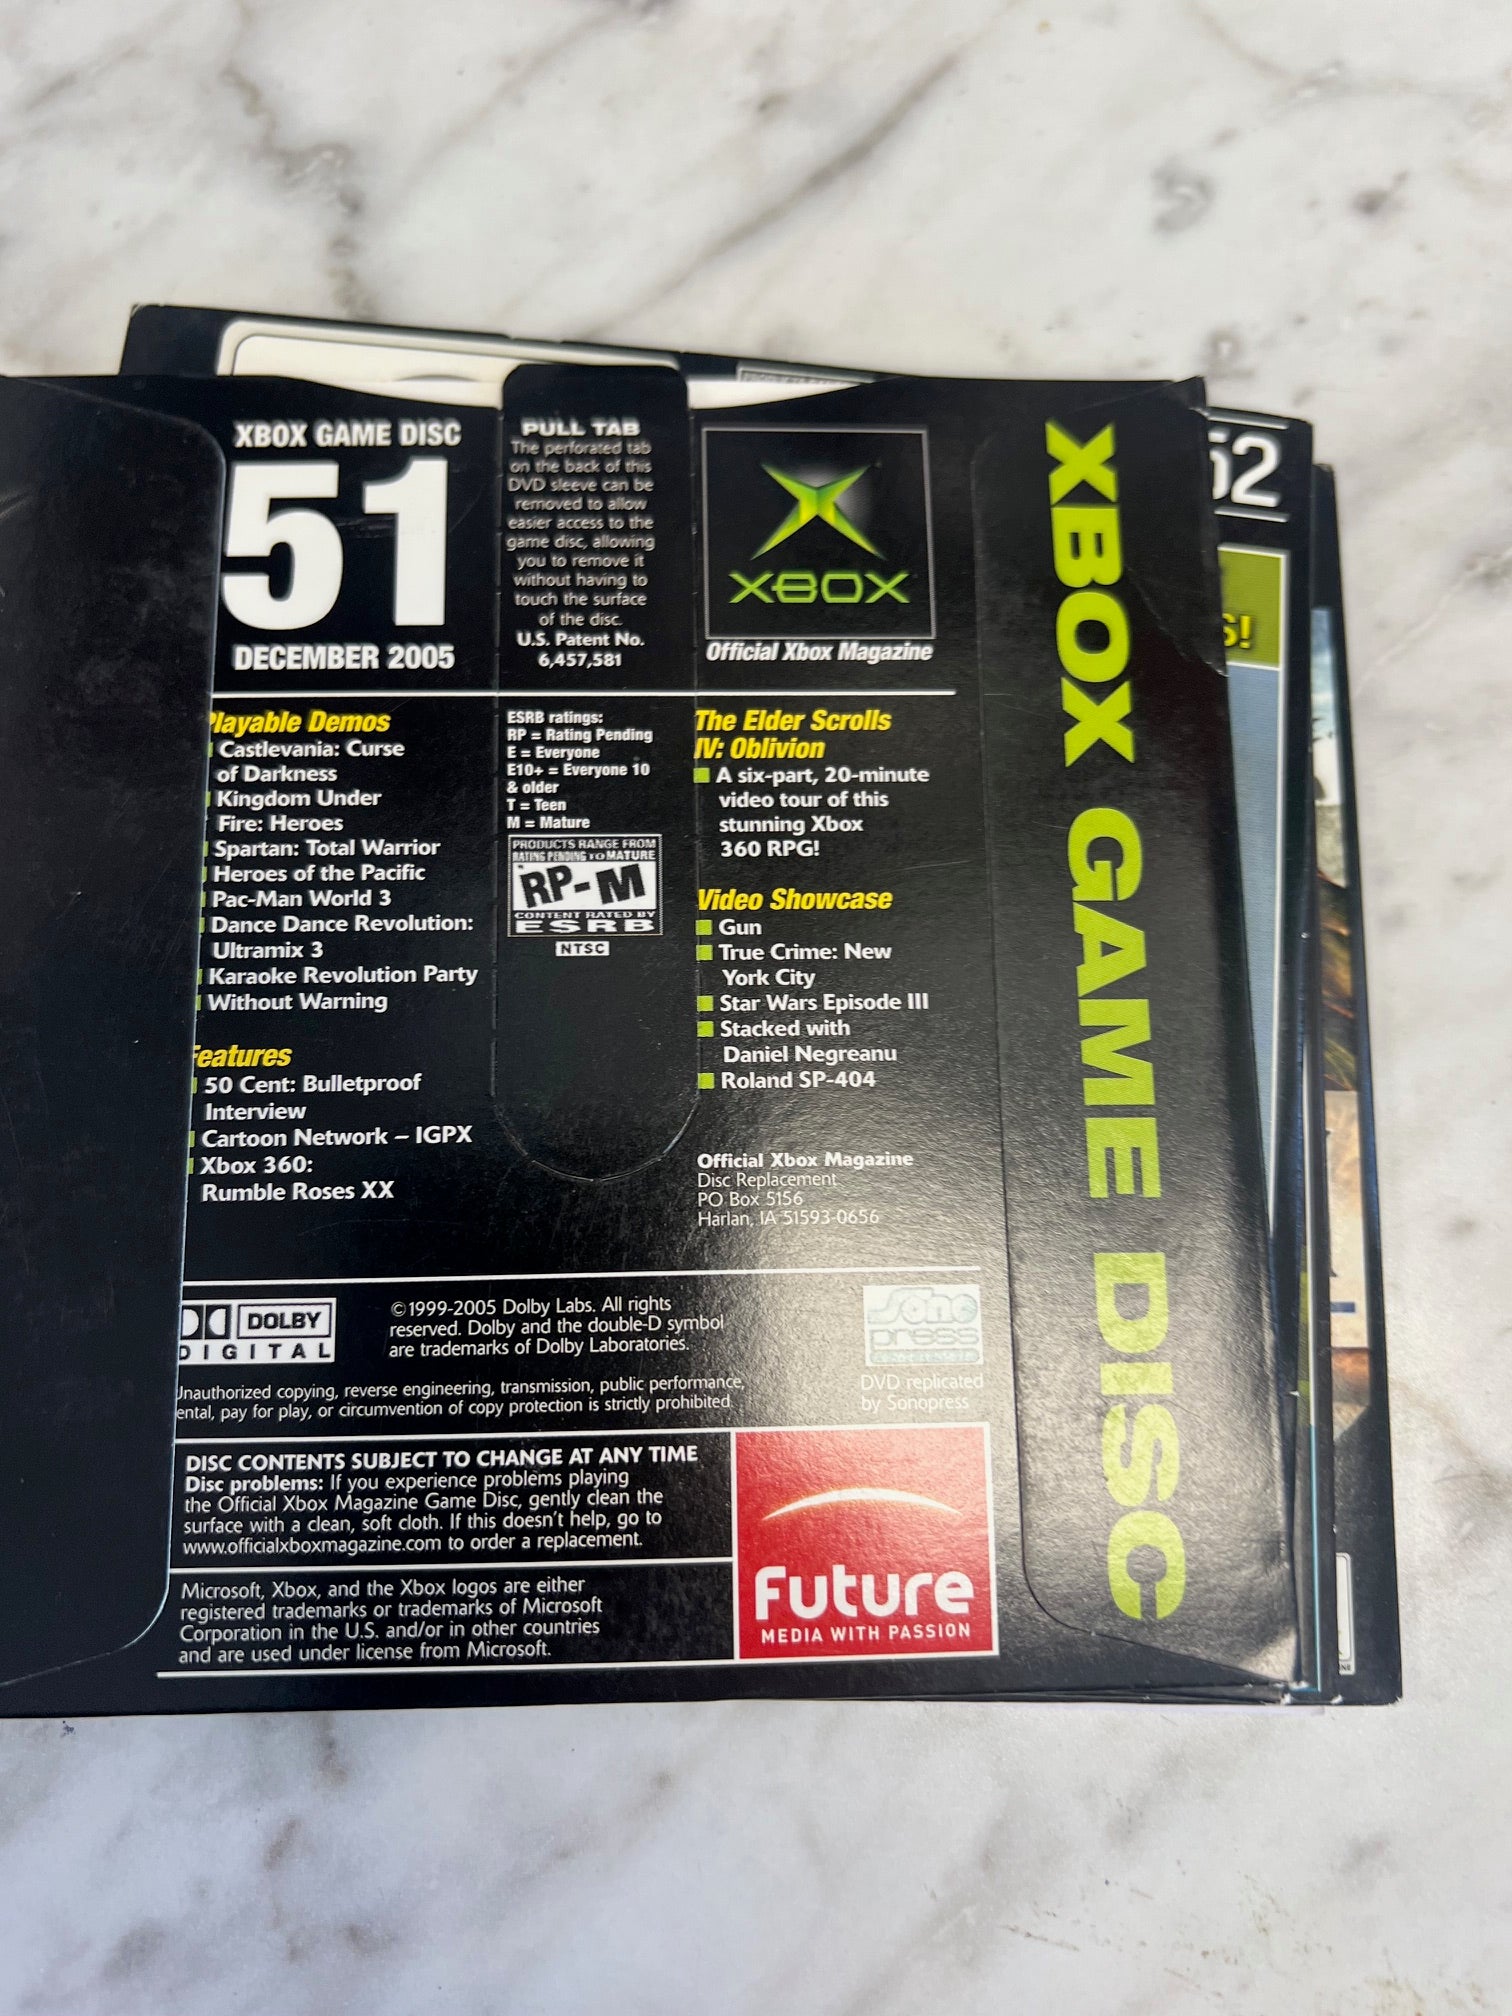 XBOX GAME DISC
51
DECEMBER 2005
PULL TAB
The perforated tab
on the back of this
DVD sleeve can be
removed to allow
easier access to the
game disc, allowing
you to remove it
without having to
touch the surface
of the disc.
U.S. Patent No.
6,457,581
XBOX
Official Xbox Magazine
Playable Demos
Castlevania: Curse
of Darkness
Kingdom Under
Fire: Heroes
Spartan: Total Warrior
Heroes of the Pacific
Pac-Man World 3
Dance Dance Revolution:
Ultramix 3
Karaoke Revolution Party
Without Warning
Features
50 Cent: Bulletproof
Interview
Cartoon Network – IGPX
Xbox 360:
Rumble Roses XX
ESRB ratings:
RP = Rating Pending
E = Everyone
E10+ = Everyone 10
& older
T = Teen
M = Mature
PRODUCTS RANGE FROM
RATING PENDING TO MATURE
RP-M
CONTENT RATED BY
ESRB
NTSC
The Elder Scrolls
IV: Oblivion
A six-part, 20-minute
video tour of this
stunning Xbox
360 RPG!
Video Showcase
Gun
True Crime: New
York City
Star Wars Episode III
Stacked with
Daniel Negreanu
Roland SP-404
Official Xbox Magazine
Disc Replacement
PO Box 5156
Harlan, IA 51593-0656
DOLBY
DIGITAL
©1999-2005 Dolby Labs. All rights
reserved. Dolby and the double-D symbol
are trademarks of Dolby Laboratories.
Sono
press
DVD replicated
by Sonopress
Unauthorized copying, reverse engineering, transmission, public performance,
ental, pay for play, or circumvention of copy protection is strictly prohibited
DISC CONTENTS SUBJECT TO CHANGE AT ANY TIME
Disc problems: If you experience problems playing
the Official Xbox Magazine Game Disc, gently clean the
surface with a clean, soft cloth. If this doesn't help, go to
www.officialxboxmagazine.com to order a replacement.
Microsoft, Xbox, and the Xbox logos are either
registered trademarks or trademarks of Microsoft
Corporation in the U.S. and/or in other countries
and are used under license from Microsoft.
Future
MEDIA WITH PASSION
XBOX GAME DISC
52
S!